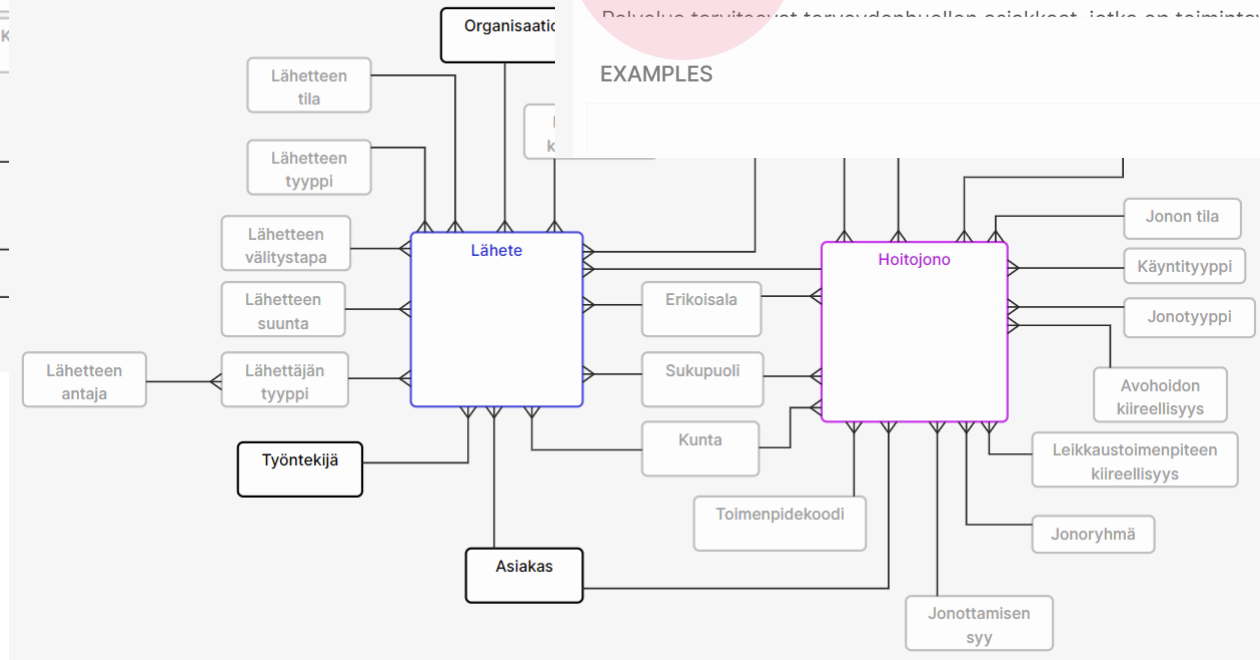 EXAMPLES
Lähetteen
tila
Lähetteen
tyyppi
Lähetteen
välitystapa
Lähete
Lähetteen
suunta
Lähetteen
antaja
Lähettäjän
tyyppi
Työntekijä
Asiakas
Erikoisala
Sukupuoli
Kunta
Toimenpidekoodi
Hoitojono
Jonon tila
Käyntityyppi
Jonotyyppi
Avohoidon
kiireellisyys
Leikkaustoimenpiteen
kiireellisyys
Jonoryhmä
Jonottamisen
syy